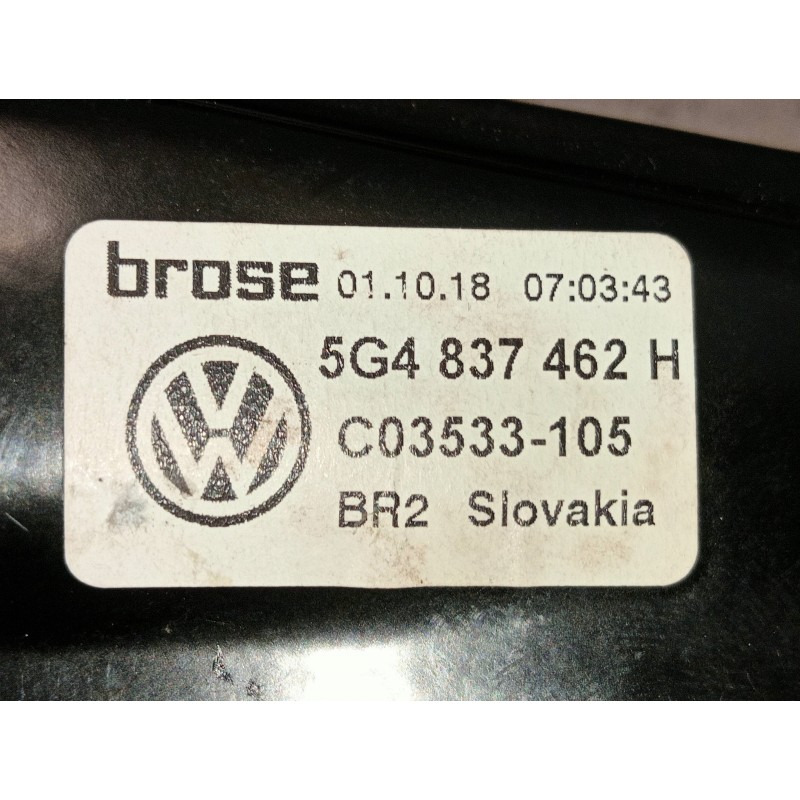 brose 01.10.18 07:03:43
5G4 837 462 H
C03533-105
BR2 Slovakia